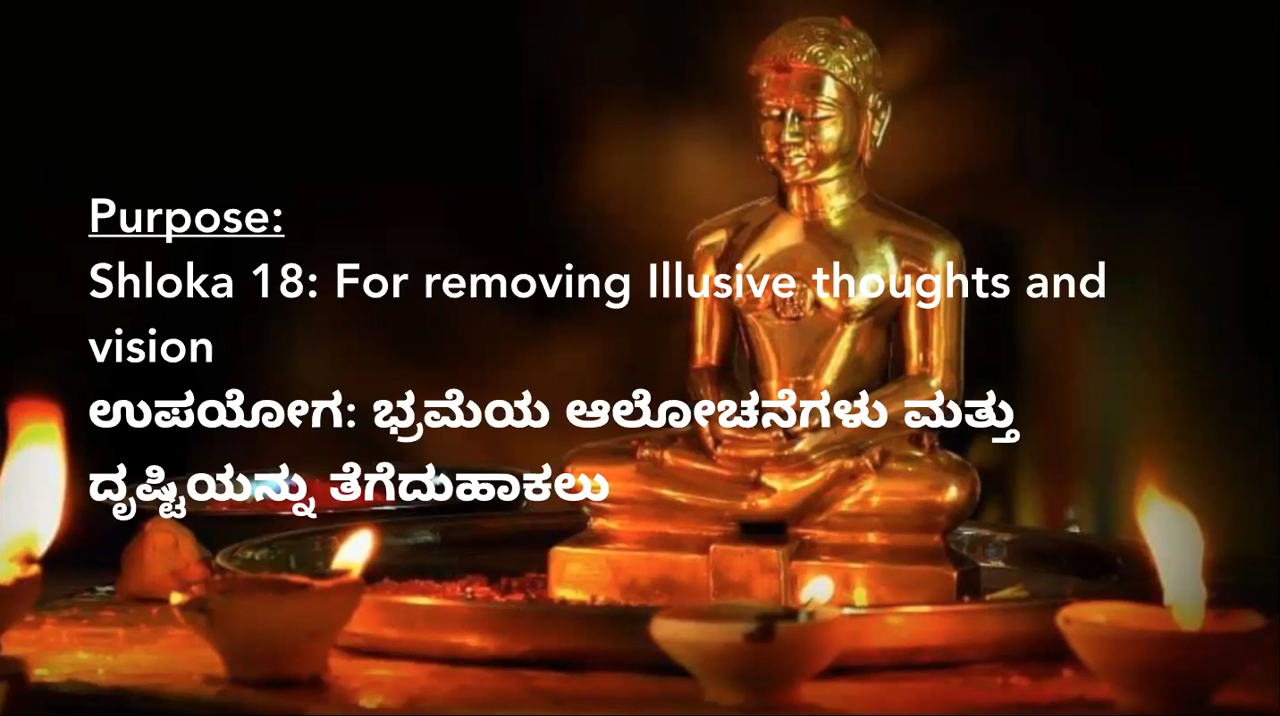 Purpose:
Shloka 18: For removing Illusive thoughts and
vision
ಉಪಯೋಗ: ಭ್ರಮೆಯ ಆಲೋಚನೆಗಳು ಮತ್ತು
ದೃಷ್ಟಿಯನ್ನು ತೆಗೆದುಹಾಕಲು